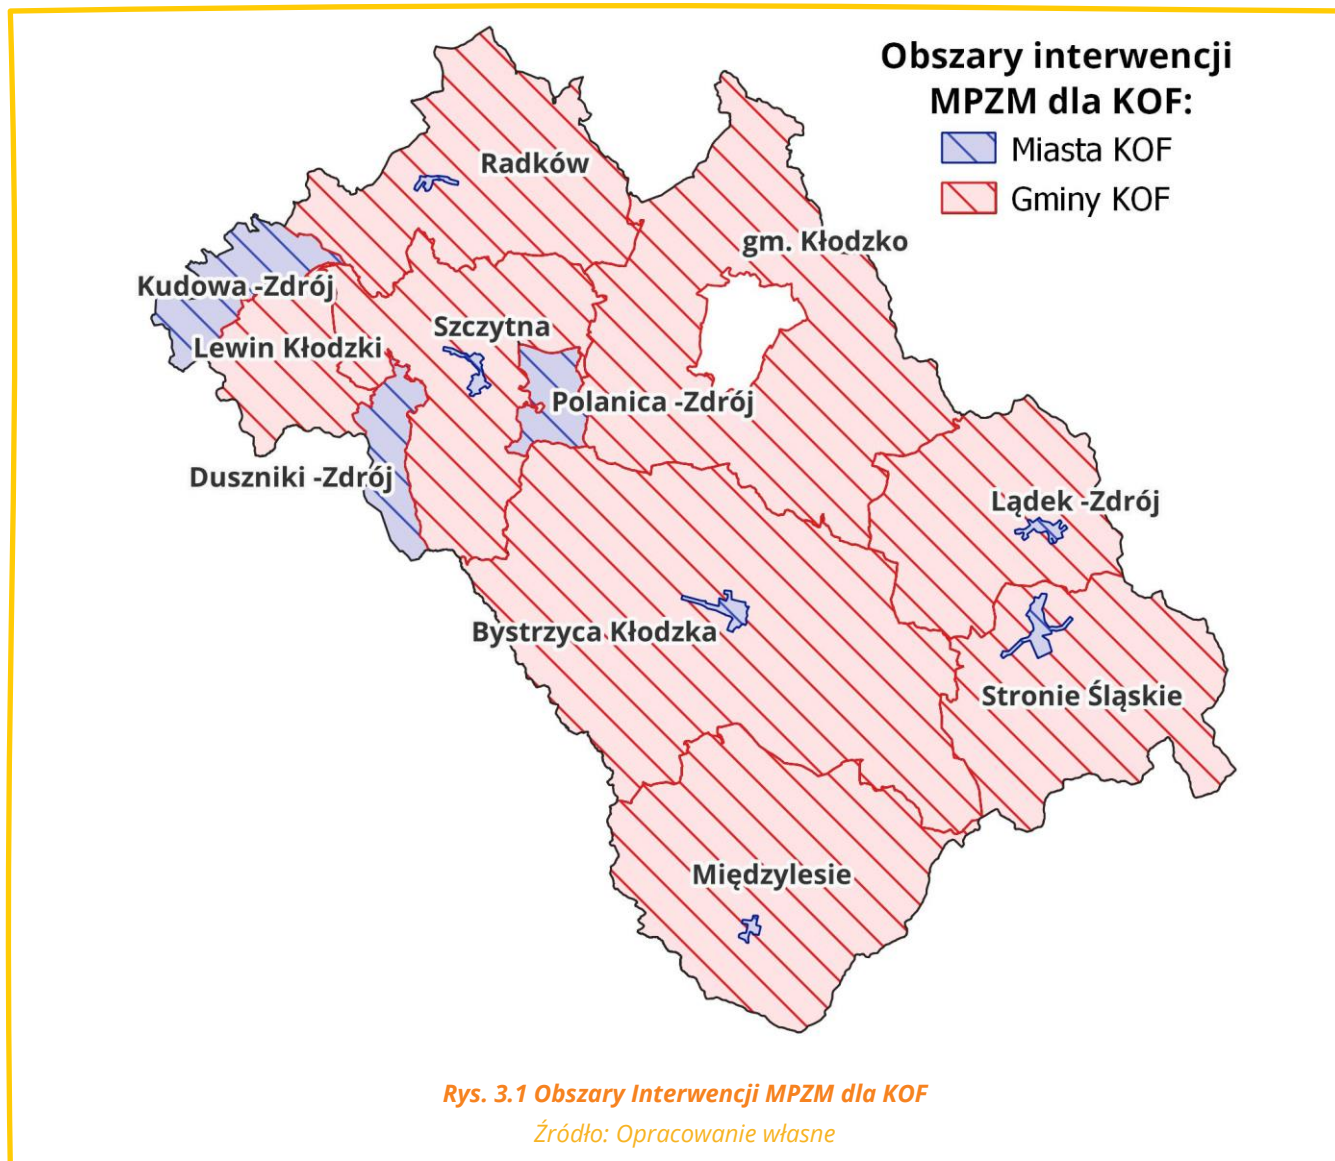 Obszary interwencji
MPZM dla KOF:
Miasta KOF
Gminy KOF
Radków
gm. Kłodzko
Kudowa -Zdrój
Szczytna
Lewin Kłodzki
Polanica -Zdrój
Duszniki -Zdrój
Lądek -Zdrój
Bystrzyca Kłodzka
Stronie Śląskie
Międzylesie
Rys. 3.1 Obszary Interwencji MPZM dla KOF
Źródło: Opracowanie własne